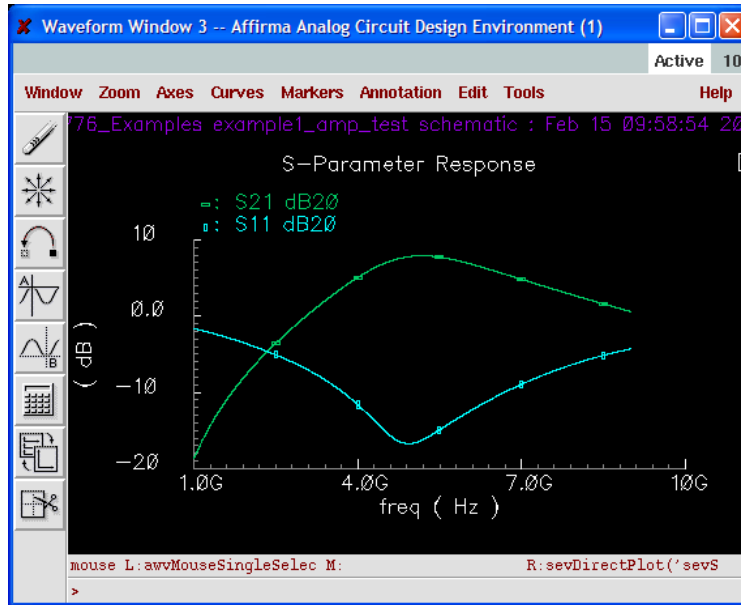 Waveform Window 3 -- Affirma Analog Circuit Design Environment (1)
Active 10
Window Zoom Axes Curves Markers Annotation Edit Tools Help
776_Examples example1_amp_test schematic : Feb 15 09:58:54 20
S-Parameter Response
S21 dB20
S11 dB20
10
0.0
-10
-20
( dB )
1.0G 4.0G 7.0G 10G
freq ( Hz )
A
B
mouse L:awvMouseSingleSelec M: R:sevDirectPlot('sevS
>